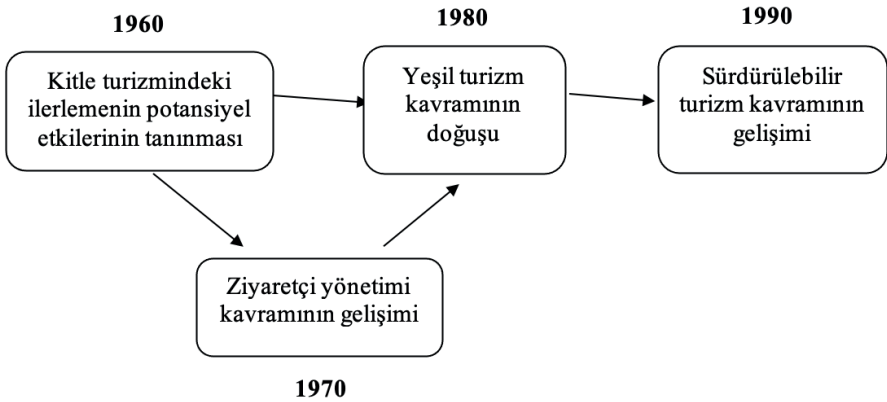 1960
Kitle turizmindeki
ilerlemenin potansiyel
etkilerinin tanınması
1980
Yeşil turizm
kavramının
doğuşu
1990
Sürdürülebilir
turizm kavramının
gelişimi
Ziyaretçi yönetimi
kavramının gelişimi
1970